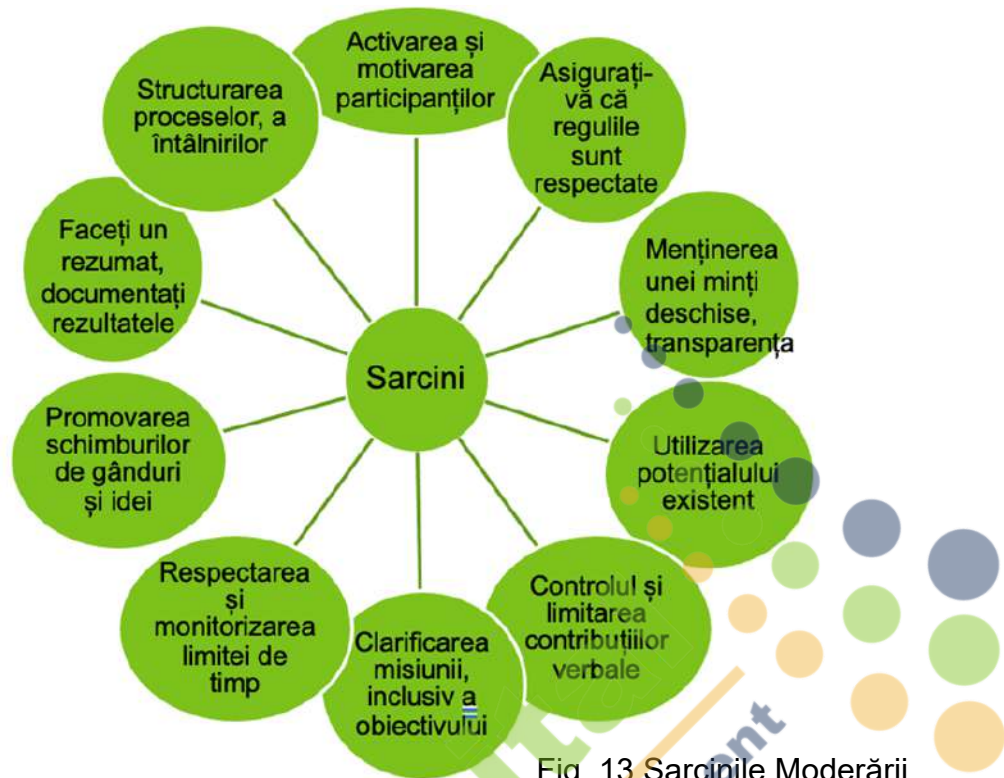 Activarea și
motivarea
participanților
Asigurați-
vă că
regulile
sunt
respectate
Menținerea
unei minți
deschise,
transparența
Utilizarea
potențialului
existent
Controlul și
limitarea
contribuțiilor
verbale
Clarificarea
misiunii,
inclusiv a
obiectivului
Respectarea
și
monitorizarea
limitei de
timp
Promovarea
schimburilor
de gânduri
și idei
Faceți un
rezumat,
documentați
rezultatele
Structurarea
proceselor, a
întâlnirilor
Sarcini
Fig. 13 Sarcinile Moderării